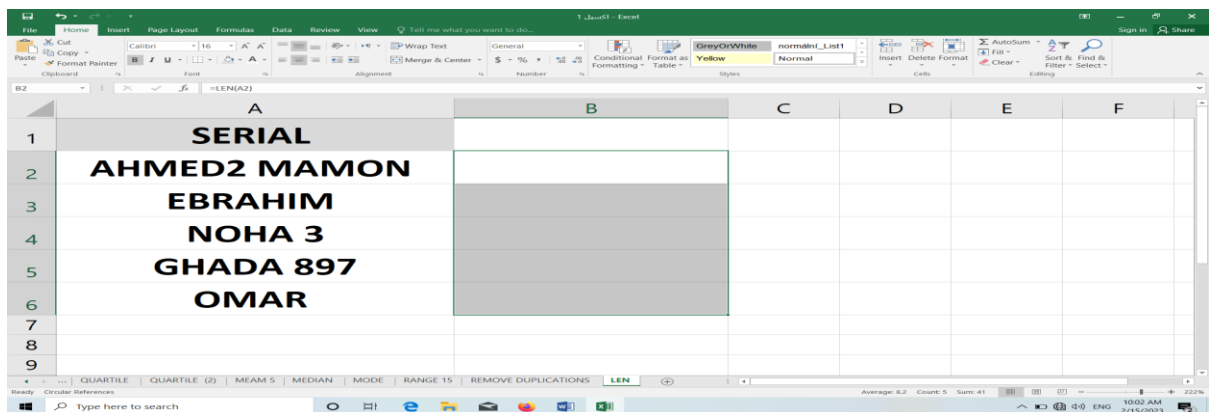 اكسيل 1 - Excel
File Home Insert Page Layout Formulas Data Review View Tell me what you want to do... Sign in Share
Paste Cut Copy Format Painter
Calibri 16 A A B I U A
Wrap Text Merge & Center
General $ % ,
Conditional Formatting Format as Table
GreyOrWhite normální_List1 Yellow Normal
Insert Delete Format
AutoSum Fill Clear
Sort & Filter Find & Select
Clipboard Font Alignment Number Styles Cells Editing
B2 fx =LEN(A2)
A B C D E F
1 SERIAL
2 AHMED2 MAMON
3 EBRAHIM
4 NOHA 3
5 GHADA 897
6 OMAR
7
8
9
... QUARTILE QUARTILE (2) MEAM 5 MEDIAN MODE RANGE 15 REMOVE DUPLICATIONS LEN
Ready Circular References Average: 8.2 Count: 5 Sum: 41 222%
Type here to search ENG 10:02 AM
2/15/2023